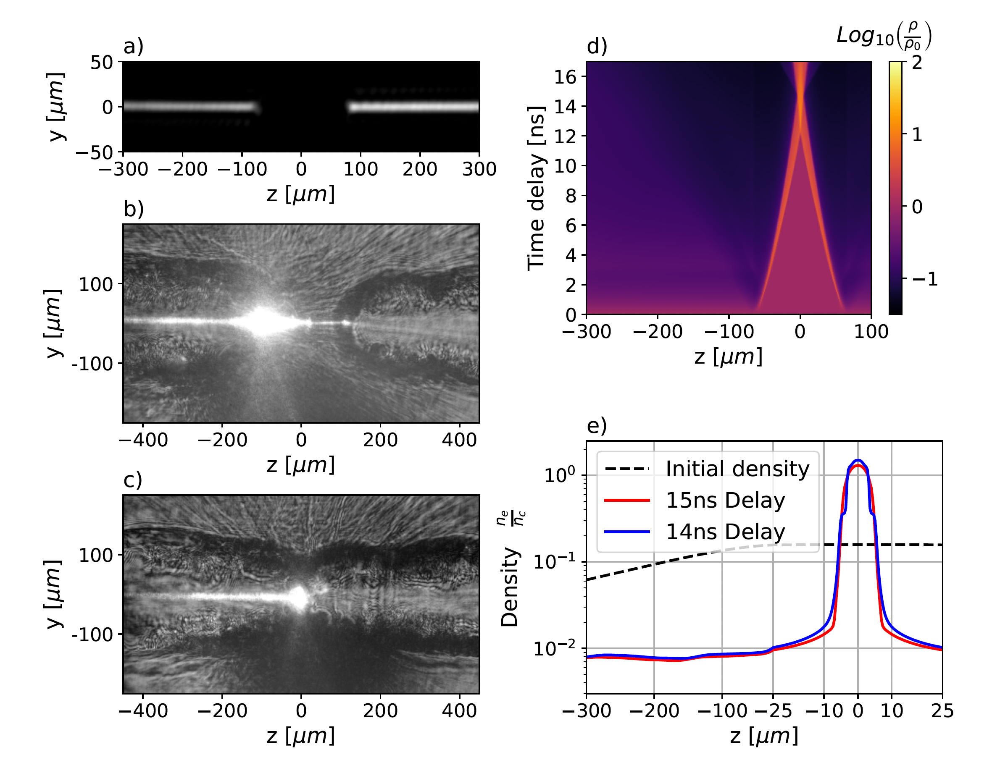 a)
50
0
−50
y [μm]
−300 −200 −100 0 100 200 300
z [μm]
b)
100
-100
y [μm]
−400 −200 0 200 400
z [μm]
c)
100
-100
y [μm]
−400 −200 0 200 400
z [μm]
d)
Log₁₀(ρ/ρ₀)
16
14
12
10
8
6
4
2
0
Time delay [ns]
−300 −200 −100 0 100
z [μm]
2
1
0
−1
e)
Initial density
15ns Delay
14ns Delay
10⁰
10⁻¹
10⁻²
Density nₑ/n_c
−300 −200 −100 −25 −10 0 10 25
z [μm]